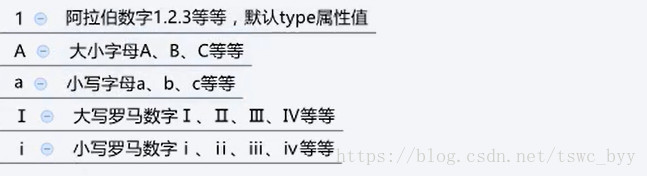 1 阿拉伯数字1.2.3等等，默认type属性值
A 大小字母A、B、C等等
a 小写字母a、b、c等等
I 大写罗马数字Ⅰ、Ⅱ、Ⅲ、IV等等
i 小写罗马数字ⅰ、ⅱ、ⅲ、ⅳ等等
https://blog.csdn.net/tswc_byy